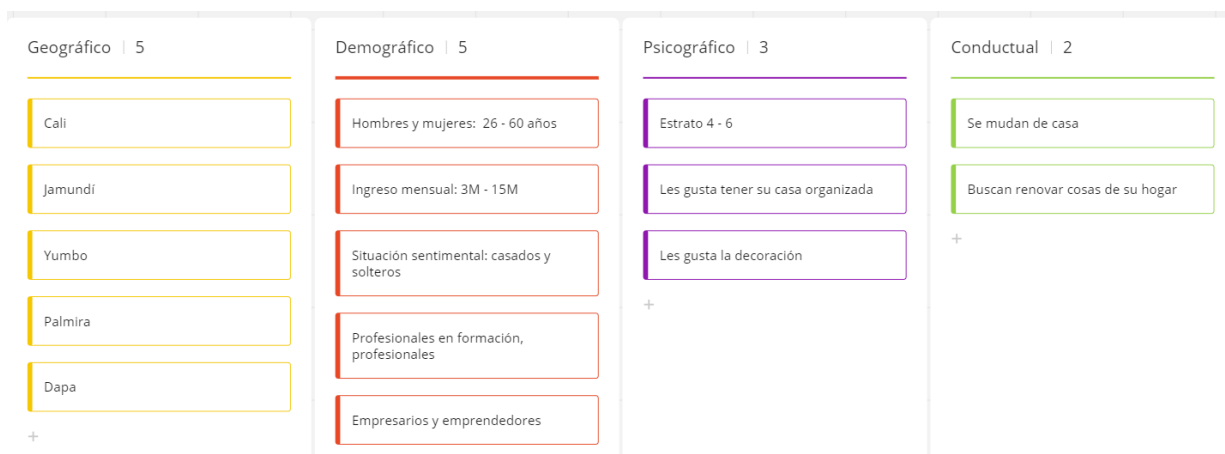 Geográfico | 5
Cali
Jamundí
Yumbo
Palmira
Dapa
+
Demográfico | 5
Hombres y mujeres: 26 - 60 años
Ingreso mensual: 3M - 15M
Situación sentimental: casados y
solteros
Profesionales en formación,
profesionales
Empresarios y emprendedores
Psicográfico | 3
Estrato 4 - 6
Les gusta tener su casa organizada
Les gusta la decoración
+
Conductual | 2
Se mudan de casa
Buscan renovar cosas de su hogar
+